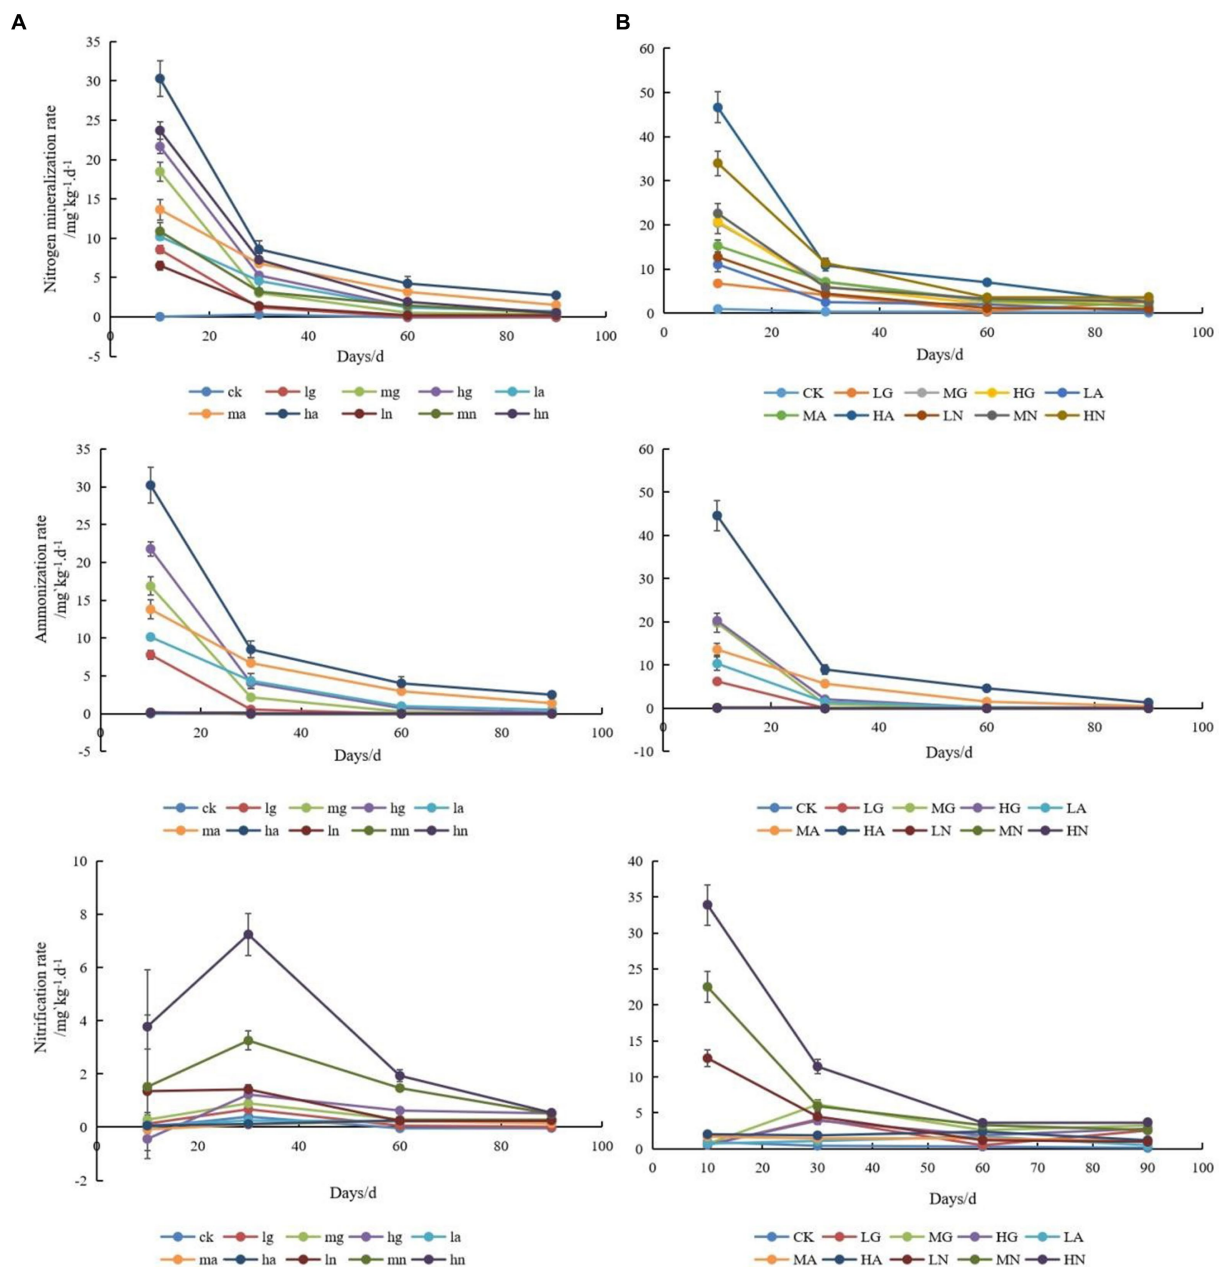 A
B
35
30
25
20
15
10
5
0
-5
0 20 40 60 80 100
Nitrogen mineralization rate
/mg`kg-1.d-1
Days/d
ck lg mg hg la
ma ha ln mn hn
60
50
40
30
20
10
0
0 20 40 60 80 100
Days/d
CK LG MG HG LA
MA HA LN MN HN
35
30
25
20
15
10
5
0
-5
0 20 40 60 80 100
Ammonization rate
/mg`kg-1.d-1
Days/d
ck lg mg hg la
ma ha ln mn hn
60
50
40
30
20
10
0
-10
0 20 40 60 80 100
Days/d
CK LG MG HG LA
MA HA LN MN HN
10
8
6
4
2
0
-2
0 20 40 60 80 100
Nitrification rate
/mg`kg-1.d-1
Days/d
ck lg mg hg la
ma ha ln mn hn
40
35
30
25
20
15
10
5
0
0 10 20 30 40 50 60 70 80 90 100
Days/d
CK LG MG HG LA
MA HA LN MN HN